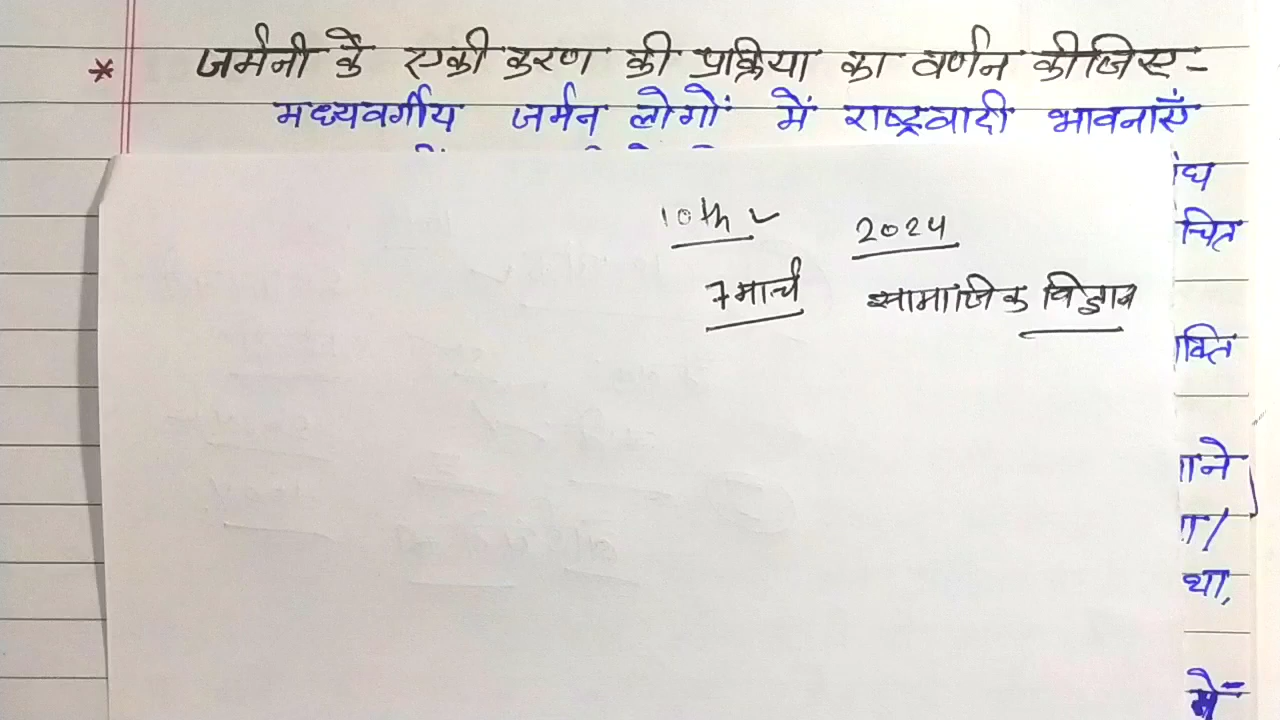 * जर्मनी के एकीकरण की प्रक्रिया का वर्णन कीजिए-
मध्यवर्गीय जर्मन लोगों में राष्ट्रवादी भावनाएँ
10th 2024
7 मार्च सामाजिक विज्ञान
था,